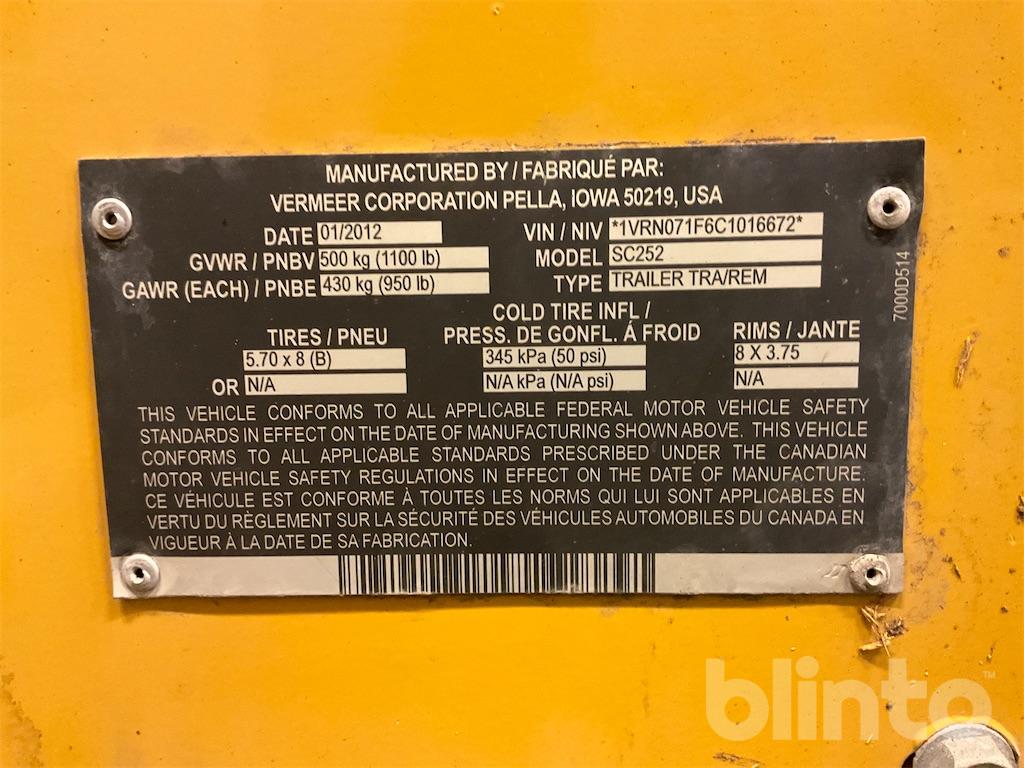 MANUFACTURED BY / FABRIQUÉ PAR:
VERMEER CORPORATION PELLA, IOWA 50219, USA
DATE 01/2012 VIN / NIV *1VRN071F6C1016672*
GVWR / PNBV 500 kg (1100 lb) MODEL SC252
GAWR (EACH) / PNBE 430 kg (950 lb) TYPE TRAILER TRA/REM
COLD TIRE INFL /
TIRES / PNEU PRESS. DE GONFL. Á FROID RIMS / JANTE
5.70 x 8 (B) 345 kPa (50 psi) 8 X 3.75
OR N/A N/A kPa (N/A psi) N/A
THIS VEHICLE CONFORMS TO ALL APPLICABLE FEDERAL MOTOR VEHICLE SAFETY
STANDARDS IN EFFECT ON THE DATE OF MANUFACTURING SHOWN ABOVE. THIS VEHICLE
CONFORMS TO ALL APPLICABLE STANDARDS PRESCRIBED UNDER THE CANADIAN
MOTOR VEHICLE SAFETY REGULATIONS IN EFFECT ON THE DATE OF MANUFACTURE.
CE VÉHICULE EST CONFORME À TOUTES LES NORMS QUI LUI SONT APPLICABLES EN
VERTU DU RÈGLEMENT SUR LA SÉCURITÉ DES VÉHICULES AUTOMOBILES DU CANADA EN
VIGUEUR À LA DATE DE SA FABRICATION.
7000D514
blinto™